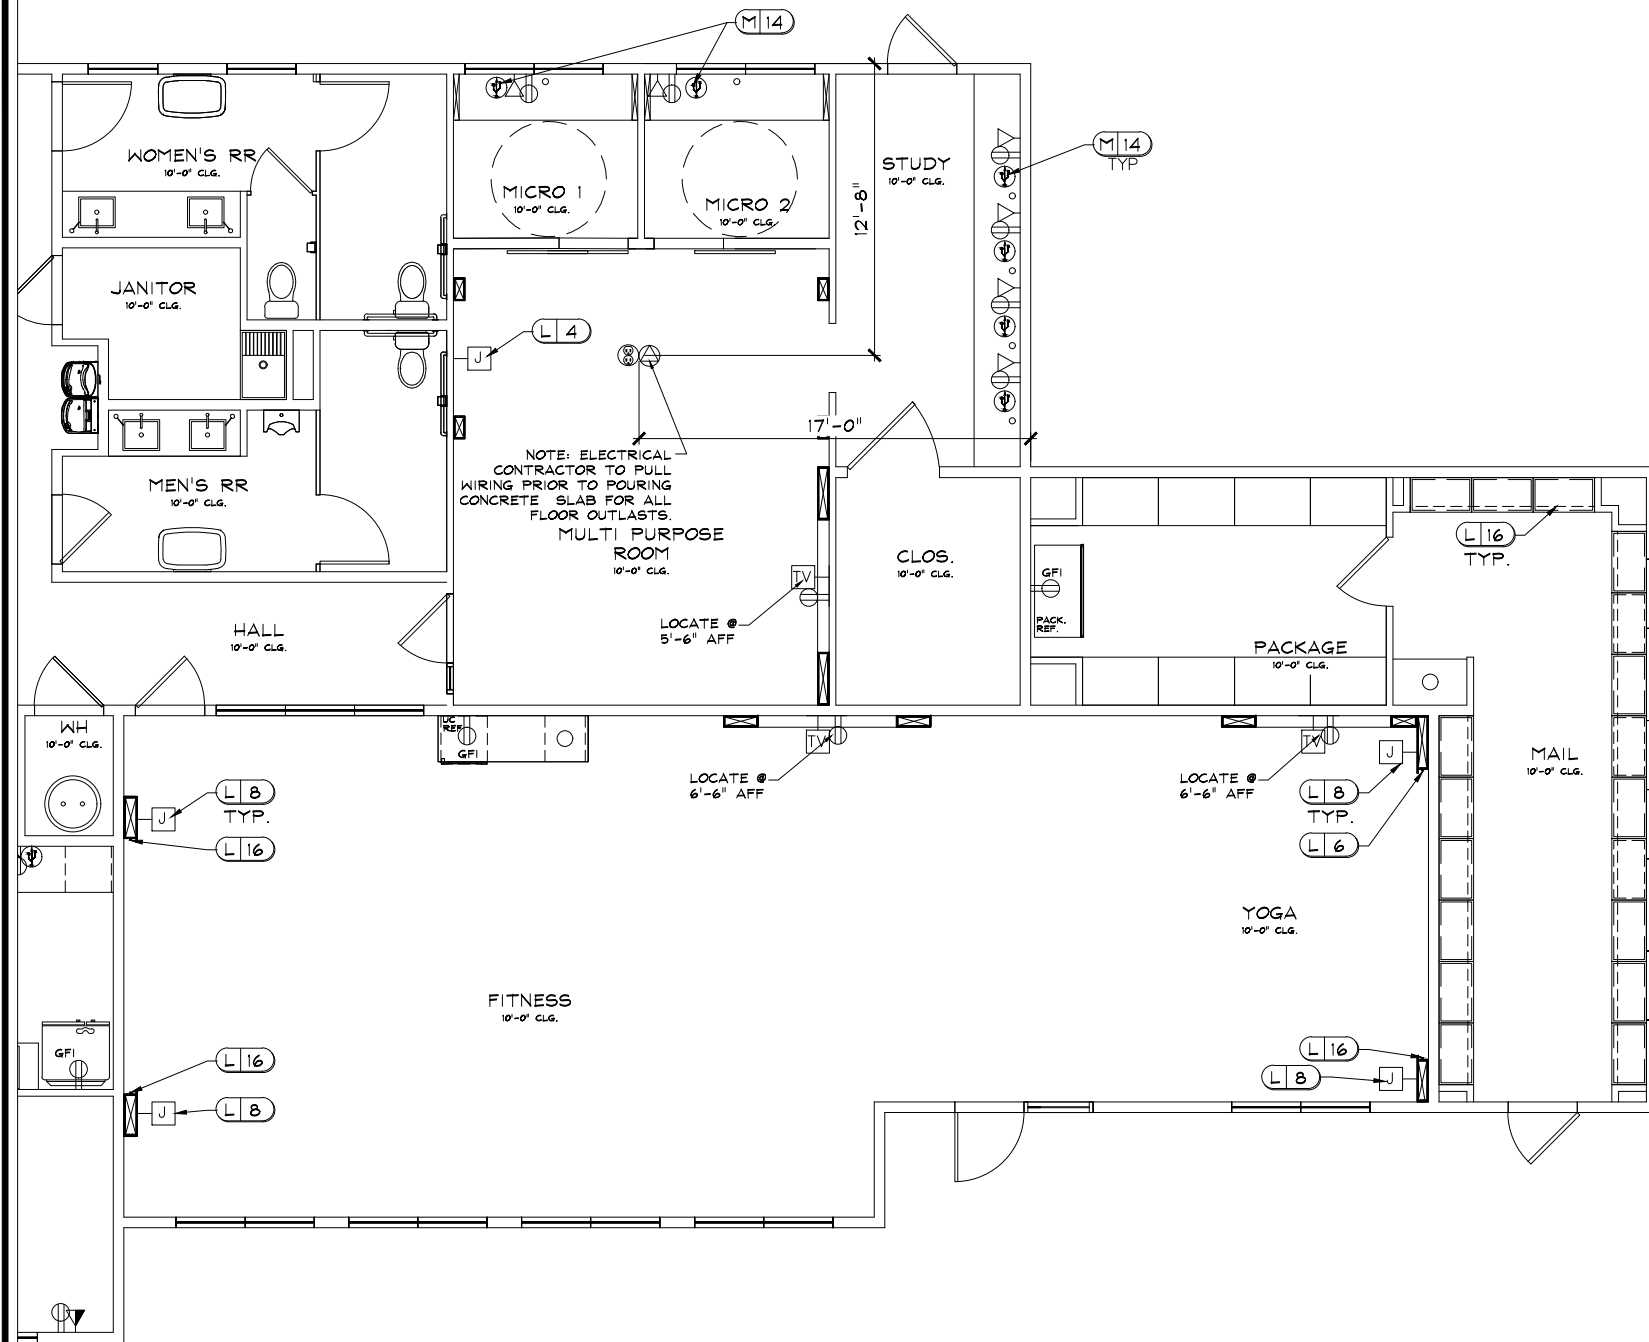 M 14
WOMEN'S RR
10'-0" CLG.
MICRO 1
10'-0" CLG.
MICRO 2
10'-0" CLG.
STUDY
10'-0" CLG.
12'-8"
M 14
TYP
JANITOR
10'-0" CLG.
L 4
J
17'-0"
NOTE: ELECTRICAL
CONTRACTOR TO PULL
WIRING PRIOR TO POURING
CONCRETE SLAB FOR ALL
FLOOR OUTLASTS.
MEN'S RR
10'-0" CLG.
MULTI PURPOSE
ROOM
10'-0" CLG.
TV
LOCATE @
5'-6" AFF
CLOS.
10'-0" CLG.
GFI
PACK.
REF.
PACKAGE
10'-0" CLG.
L 16
TYP.
HALL
10'-0" CLG.
WH
10'-0" CLG.
UC
REF
GFI
TV
LOCATE @
6'-6" AFF
TV
LOCATE @
6'-6" AFF
J
L 8
TYP.
L 6
MAIL
10'-0" CLG.
J
L 8
TYP.
L 16
YOGA
10'-0" CLG.
FITNESS
10'-0" CLG.
GFI
L 16
J
L 8
L 16
L 8
J